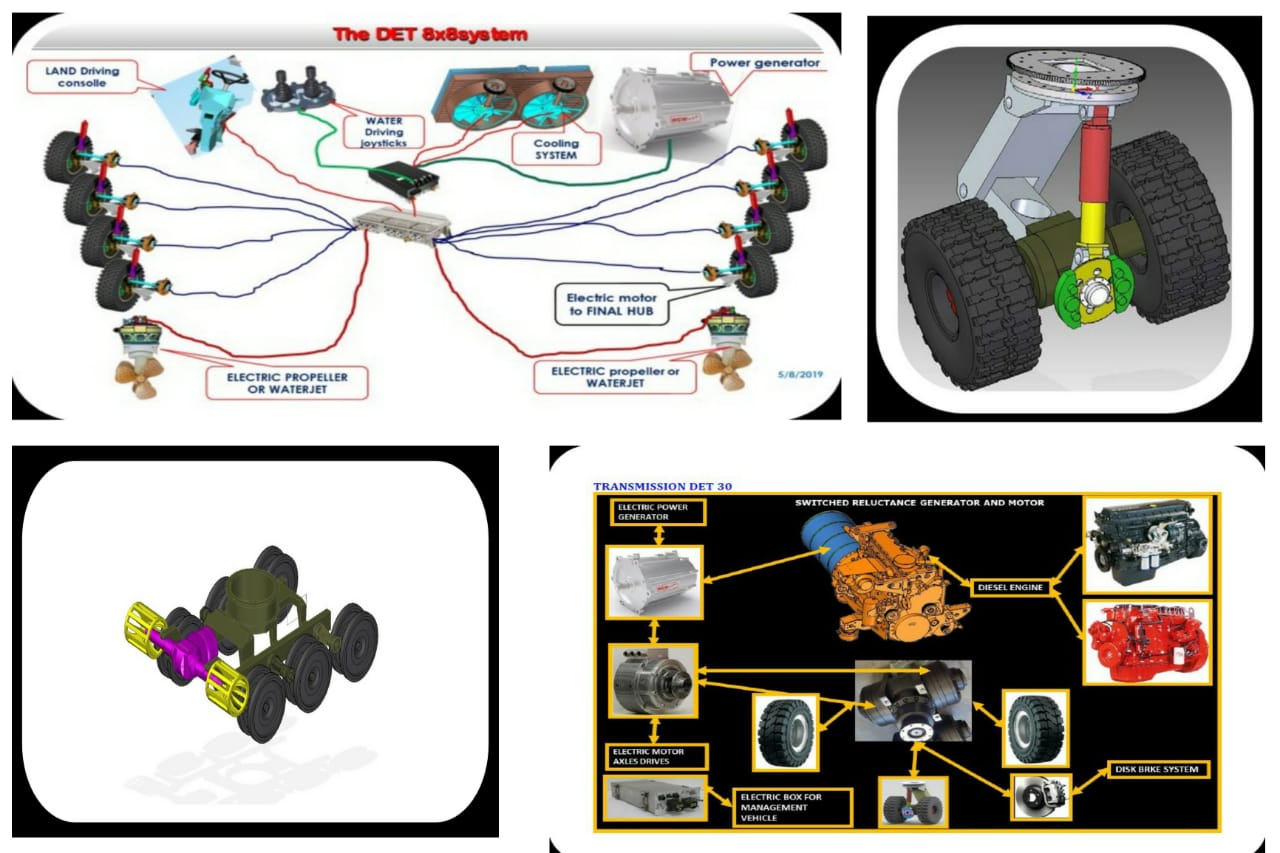 The DET 8x8system
LAND Driving
consolle
WATER
Driving
joysticks
Cooling
SYSTEM
Power generator
Electric motor
to FINAL HUB
ELECTRIC PROPELLER
OR WATERJET
ELECTRIC propeller or
WATERJET
5/8/2019
TRANSMISSION DET 30
SWITCHED RELUCTANCE GENERATOR AND MOTOR
ELECTRIC POWER
GENERATOR
DIESEL ENGINE
ELECTRIC MOTOR
AXLES DRIVES
ELECTRIC BOX FOR
MANAGEMENT
VEHICLE
DISK BRKE SYSTEM